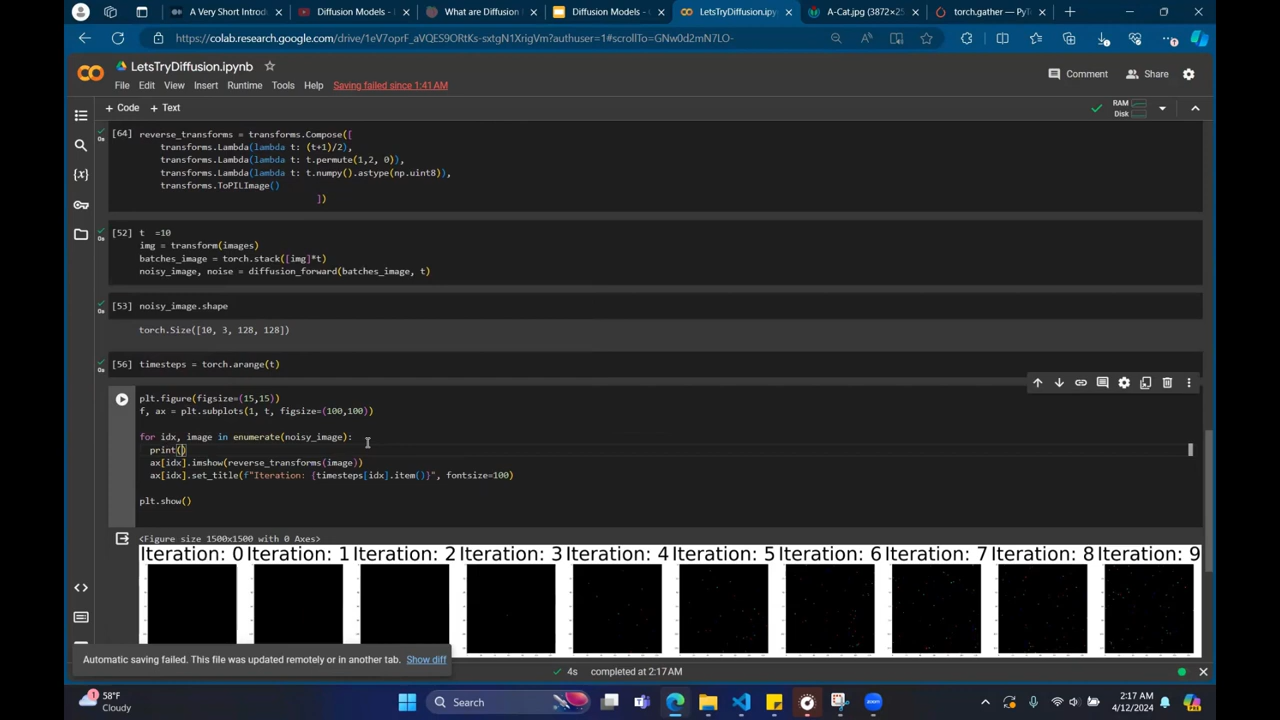 A Very Short Introdu
Diffusion Models - I
What are Diffusion I
Diffusion Models - G
LetsTryDiffusion.ipyn
A-Cat.jpg (3872×25
torch.gather — PyTo
https://colab.research.google.com/drive/1eV7oprF_aVQES9ORtKs-sxtgN1XrigVm?authuser=1#scrollTo=GNw0d2mN7LO-
LetsTryDiffusion.ipynb
File Edit View Insert Runtime Tools Help Saving failed since 1:41 AM
Comment Share
+ Code + Text
RAM
Disk
[64] reverse_transforms = transforms.Compose([
0s
transforms.Lambda(lambda t: (t+1)/2),
transforms.Lambda(lambda t: t.permute(1,2, 0)),
transforms.Lambda(lambda t: t.numpy().astype(np.uint8)),
transforms.ToPILImage()
])
[52] t =10
0s
img = transform(images)
batches_image = torch.stack([img]*t)
noisy_image, noise = diffusion_forward(batches_image, t)
[53] noisy_image.shape
0s
torch.Size([10, 3, 128, 128])
[56] timesteps = torch.arange(t)
0s
plt.figure(figsize=(15,15))
f, ax = plt.subplots(1, t, figsize=(100,100))
for idx, image in enumerate(noisy_image):
print()
ax[idx].imshow(reverse_transforms(image))
ax[idx].set_title(f"Iteration: {timesteps[idx].item()}", fontsize=100)
plt.show()
<Figure size 1500x1500 with 0 Axes>
Iteration: 0 Iteration: 1 Iteration: 2 Iteration: 3 Iteration: 4 Iteration: 5 Iteration: 6 Iteration: 7 Iteration: 8 Iteration: 9
Automatic saving failed. This file was updated remotely or in another tab. Show diff
4s completed at 2:17 AM
58°F
Cloudy
Search
zoom
2:17 AM
4/12/2024